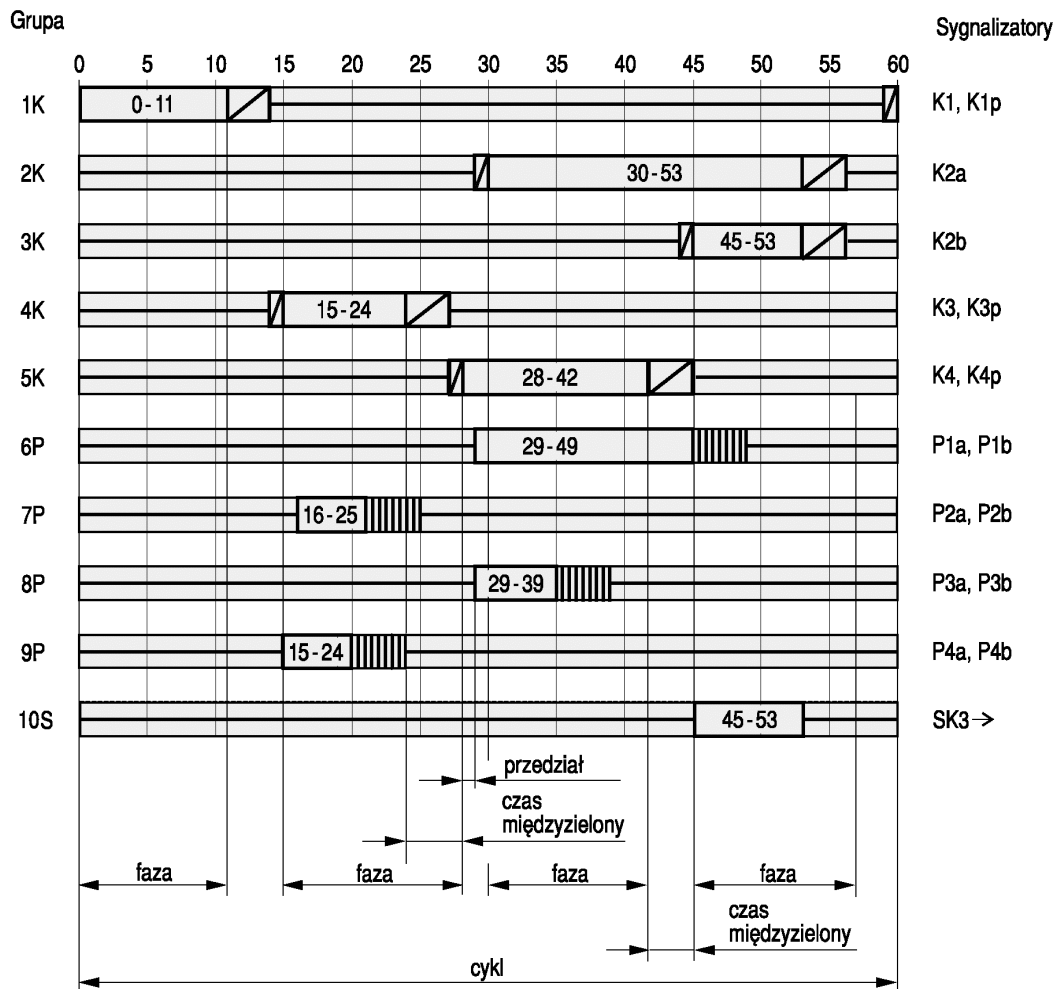 Grupa
Sygnalizatory
0 5 10 15 20 25 30 35 40 45 50 55 60
1K 0-11 K1, K1p
2K 30-53 K2a
3K 45-53 K2b
4K 15-24 K3, K3p
5K 28-42 K4, K4p
6P 29-49 P1a, P1b
7P 16-25 P2a, P2b
8P 29-39 P3a, P3b
9P 15-24 P4a, P4b
10S 45-53 SK3→
przedział
czas
międzyzielony
faza faza faza faza
czas
międzyzielony
cykl